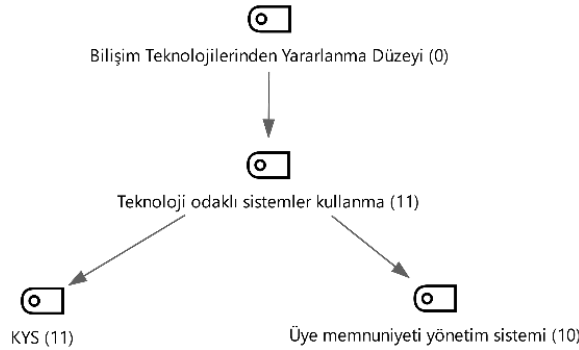 Bilişim Teknolojilerinden Yararlanma Düzeyi (0)
Teknoloji odaklı sistemler kullanma (11)
KYS (11)
Üye memnuniyeti yönetim sistemi (10)